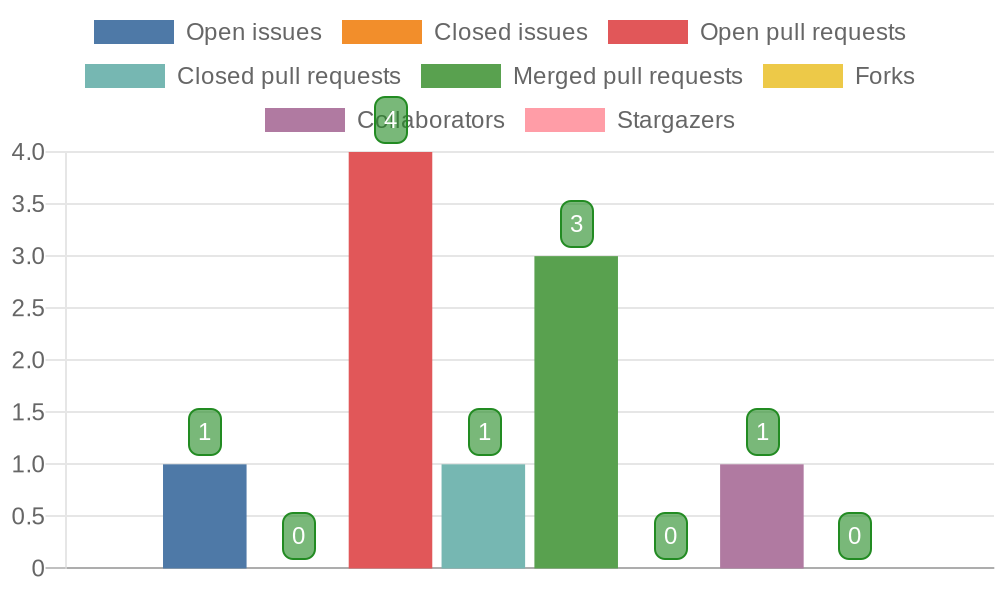 Open issues Closed issues Open pull requests
Closed pull requests Merged pull requests Forks
Collaborators Stargazers
4
4.0
3.5
3
3.0
2.5
2.0
1.5
1 1 1
1.0
0.5
0 0 0
0